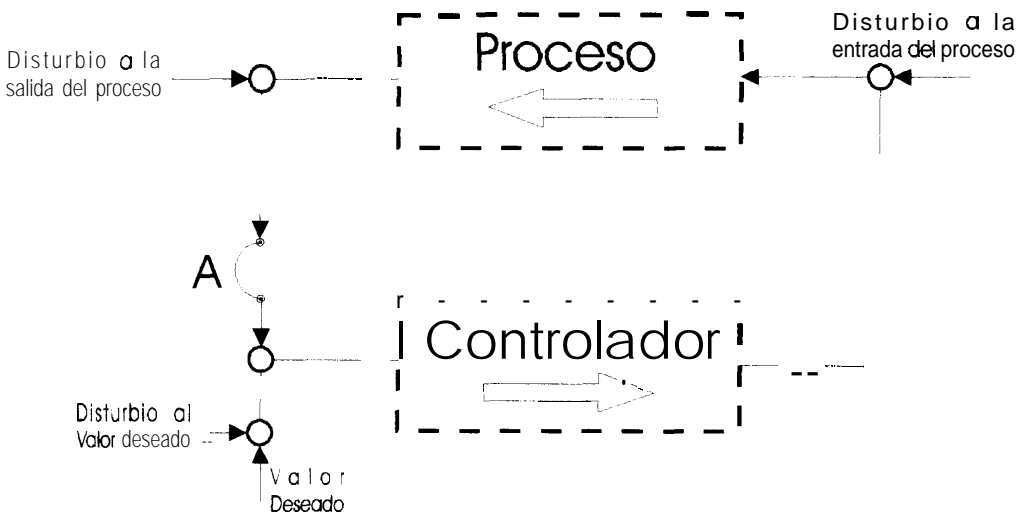 Disturbio a la
salida del proceso
Proceso
Disturbio a la
entrada del proceso
A
Controlador
Disturbio al
Valor deseado
Valor
Deseado